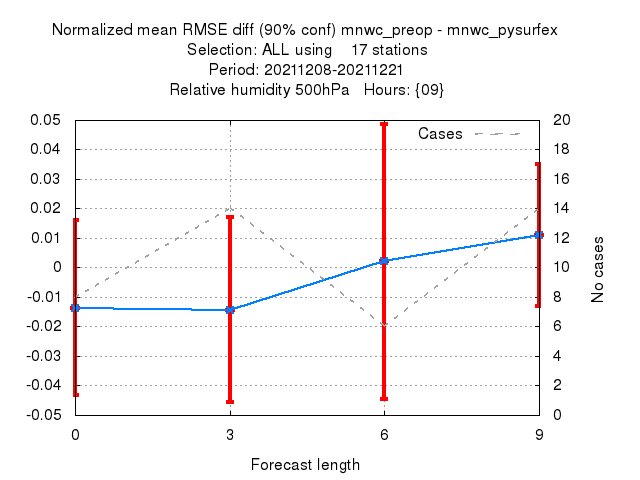 Normalized mean RMSE diff (90% conf) mnwc_preop - mnwc_pysurfex
Selection: ALL using    17 stations
Period: 20211208-20211221
Relative humidity 500hPa   Hours: {09}
0.05
0.04
0.03
0.02
0.01
0
-0.01
-0.02
-0.03
-0.04
-0.05
Cases
20
18
16
14
12
10
8
6
4
2
0
No cases
0 3 6 9
Forecast length